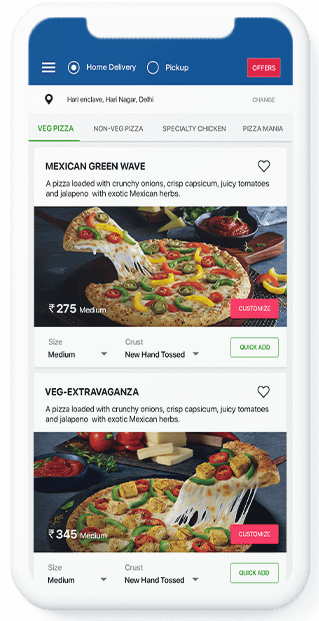 Home Delivery Pickup OFFERS
Hari enclave, Hari Nagar, Delhi CHANGE
VEG PIZZA NON-VEG PIZZA SPECIALTY CHICKEN PIZZA MANIA
MEXICAN GREEN WAVE
A pizza loaded with crunchy onions, crisp capsicum, juicy tomatoes
and jalapeno with exotic Mexican herbs.
₹ 275 Medium CUSTOMIZE
Size Crust
Medium New Hand Tossed QUICK ADD
VEG-EXTRAVAGANZA
A pizza loaded with crunchy onions, crisp capsicum, juicy tomatoes
and jalapeno with exotic Mexican herbs.
₹ 345 Medium CUSTOMIZE
Size Crust
Medium New Hand Tossed QUICK ADD